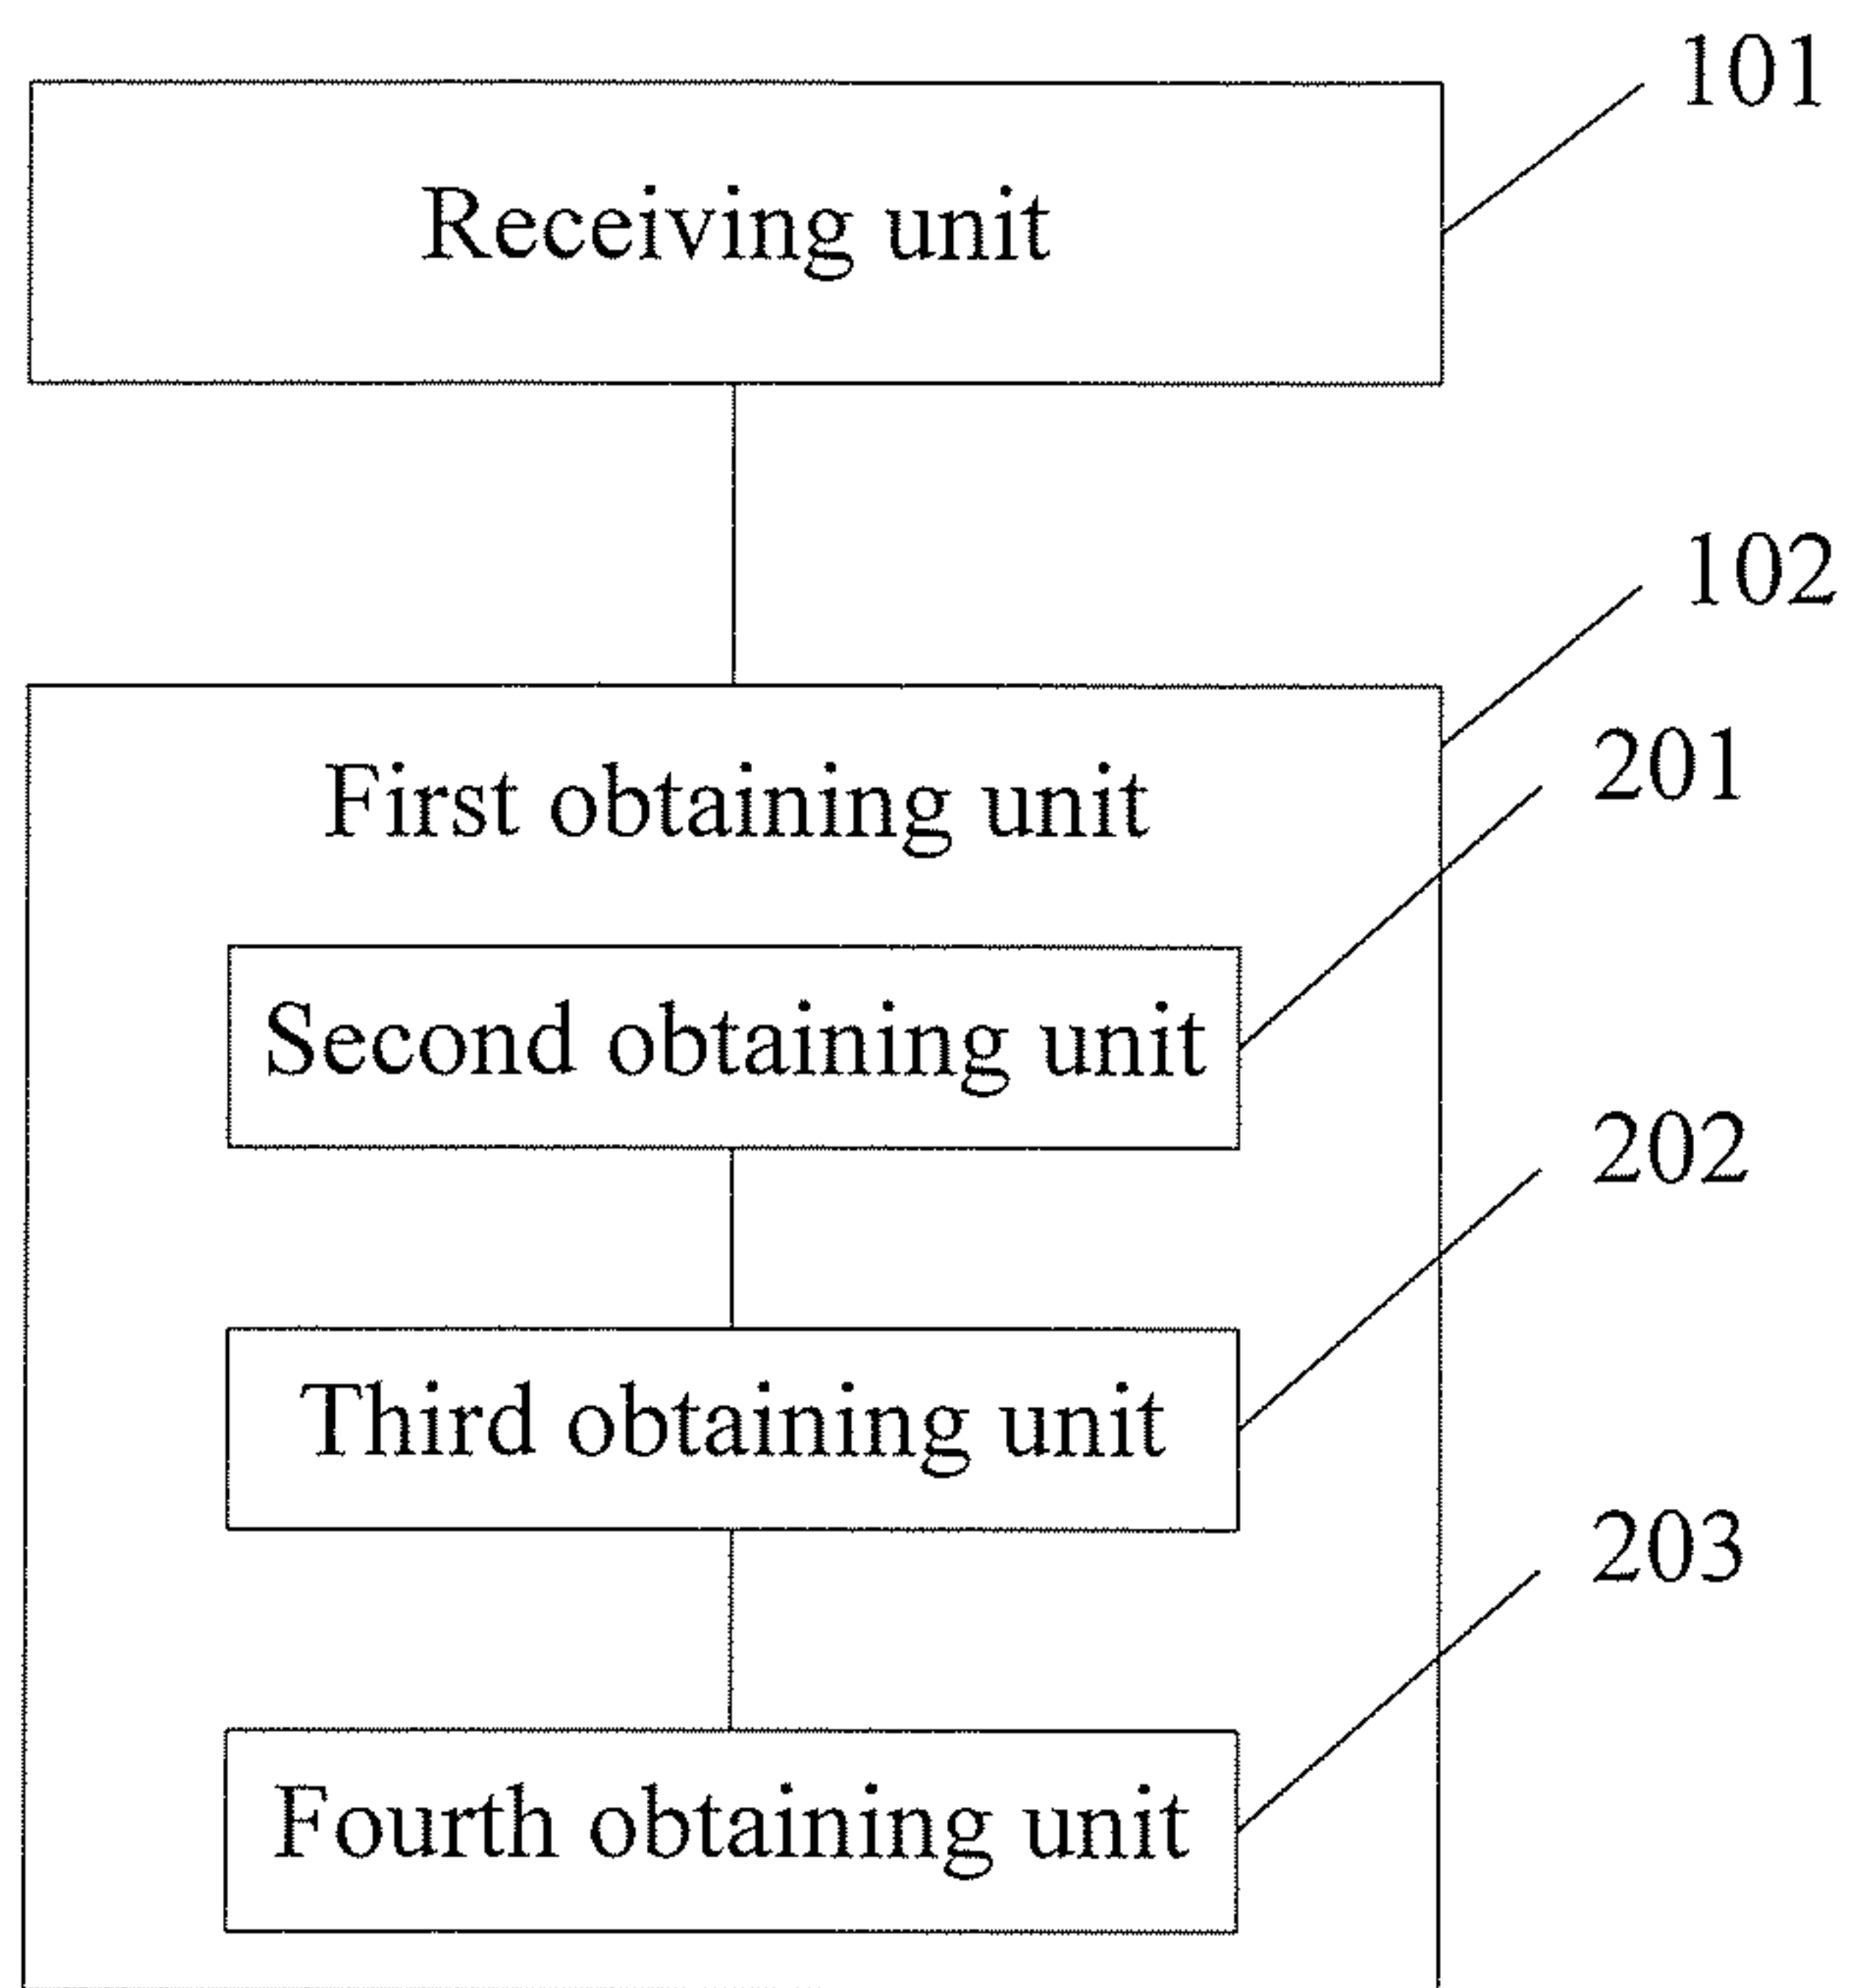 101
Receiving unit
102
First obtaining unit
201
Second obtaining unit
202
Third obtaining unit
203
Fourth obtaining unit